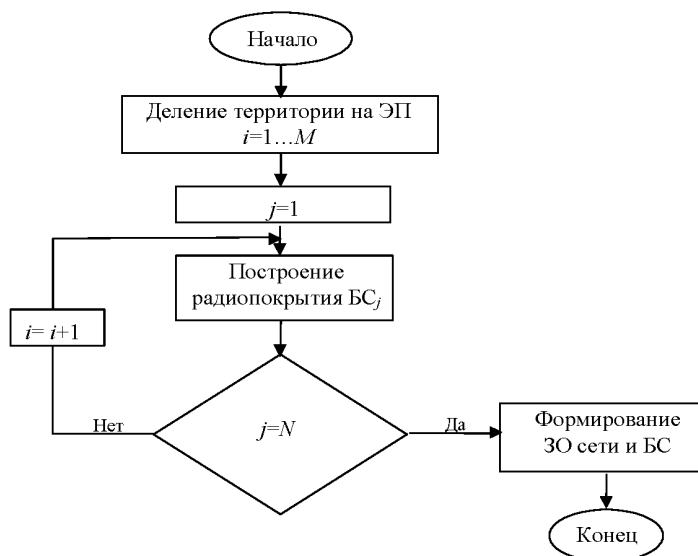 Начало
Деление территории на ЭП
i=1…M
j=1
Построение
радиопокрытия БСj
i= i+1
Нет
j=N
Да
Формирование
ЗО сети и БС
Конец